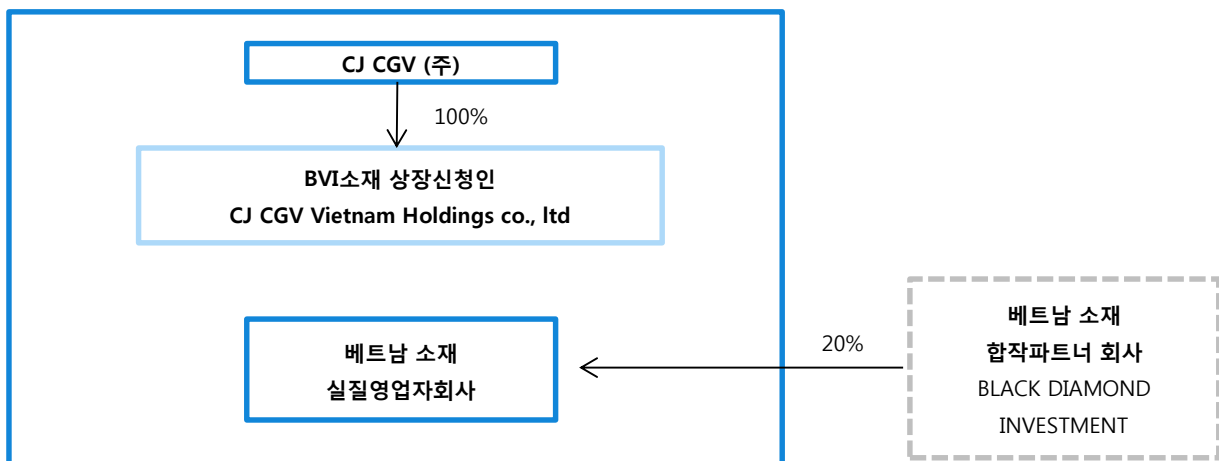 CJ CGV (주)
100%
BVI소재 상장신청인
CJ CGV Vietnam Holdings co., ltd
베트남 소재
실질영업자회사
20%
베트남 소재
합작파트너 회사
BLACK DIAMOND
INVESTMENT